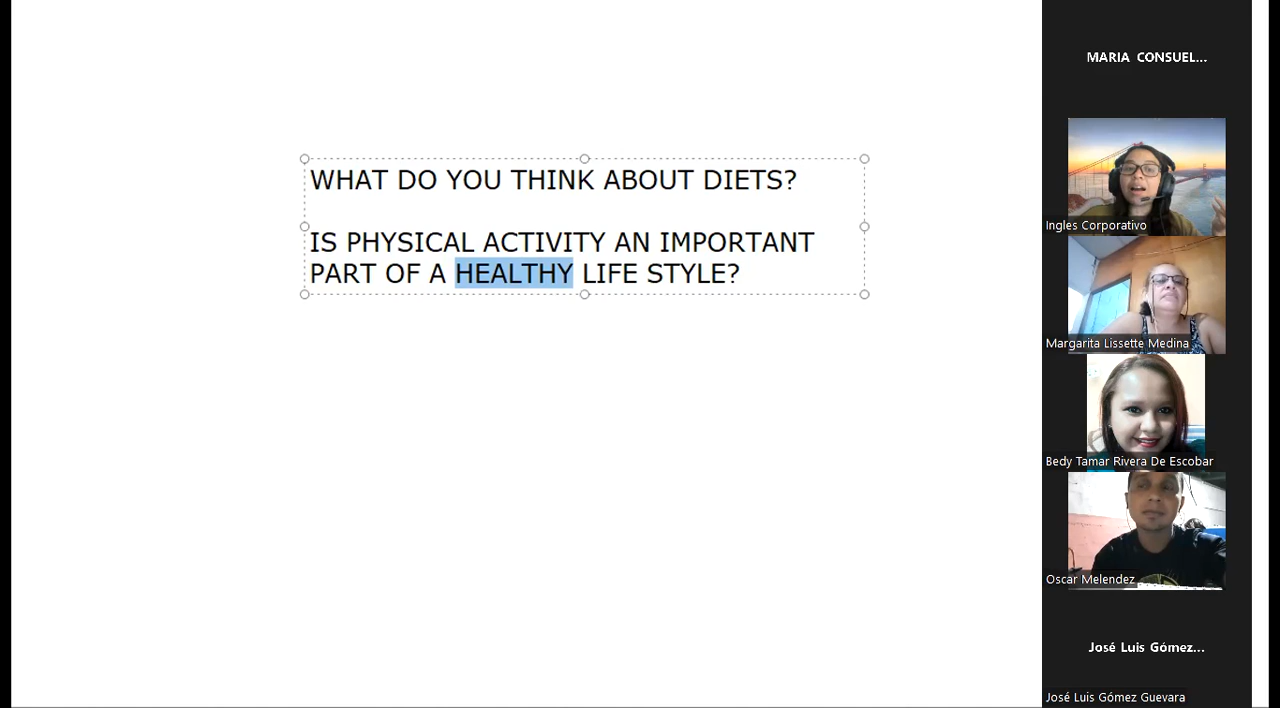 WHAT DO YOU THINK ABOUT DIETS?
IS PHYSICAL ACTIVITY AN IMPORTANT
PART OF A HEALTHY LIFE STYLE?
MARIA CONSUEL...
Ingles Corporativo
Margarita Lissette Medina
Bedy Tamar Rivera De Escobar
Oscar Melendez
José Luis Gómez...
José Luis Gómez Guevara